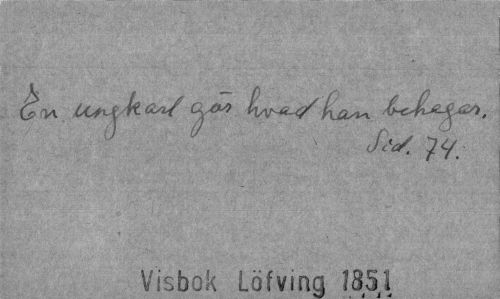 En ungkarl gör hvad han behagar.
Sid. 74.
Visbok Löfving 1851